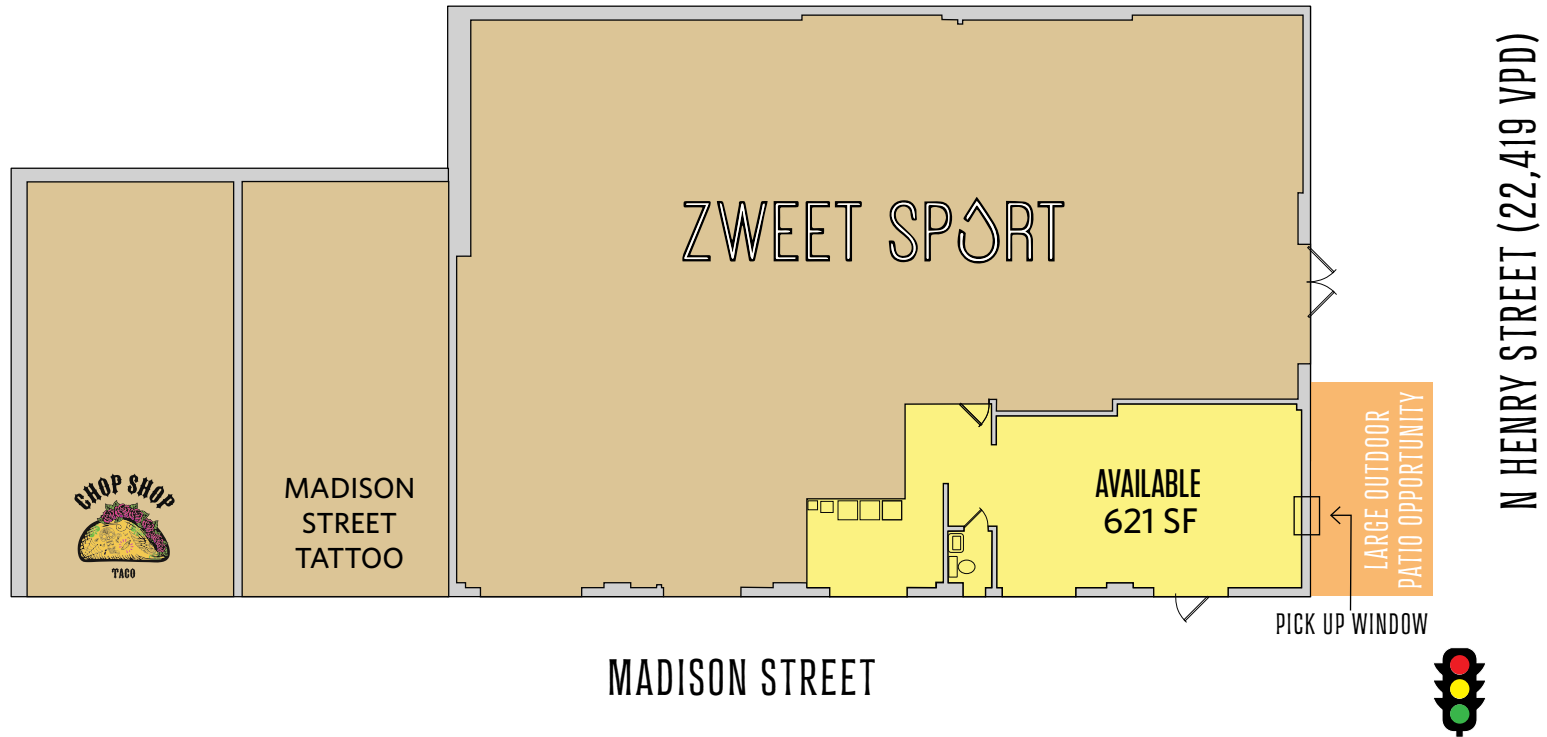 N HENRY STREET (22,419 VPD)
ZWEET SPORT
CHOP SHOP
TACO
MADISON
STREET
TATTOO
AVAILABLE
621 SF
LARGE OUTDOOR
PATIO OPPORTUNITY
PICK UP WINDOW
MADISON STREET